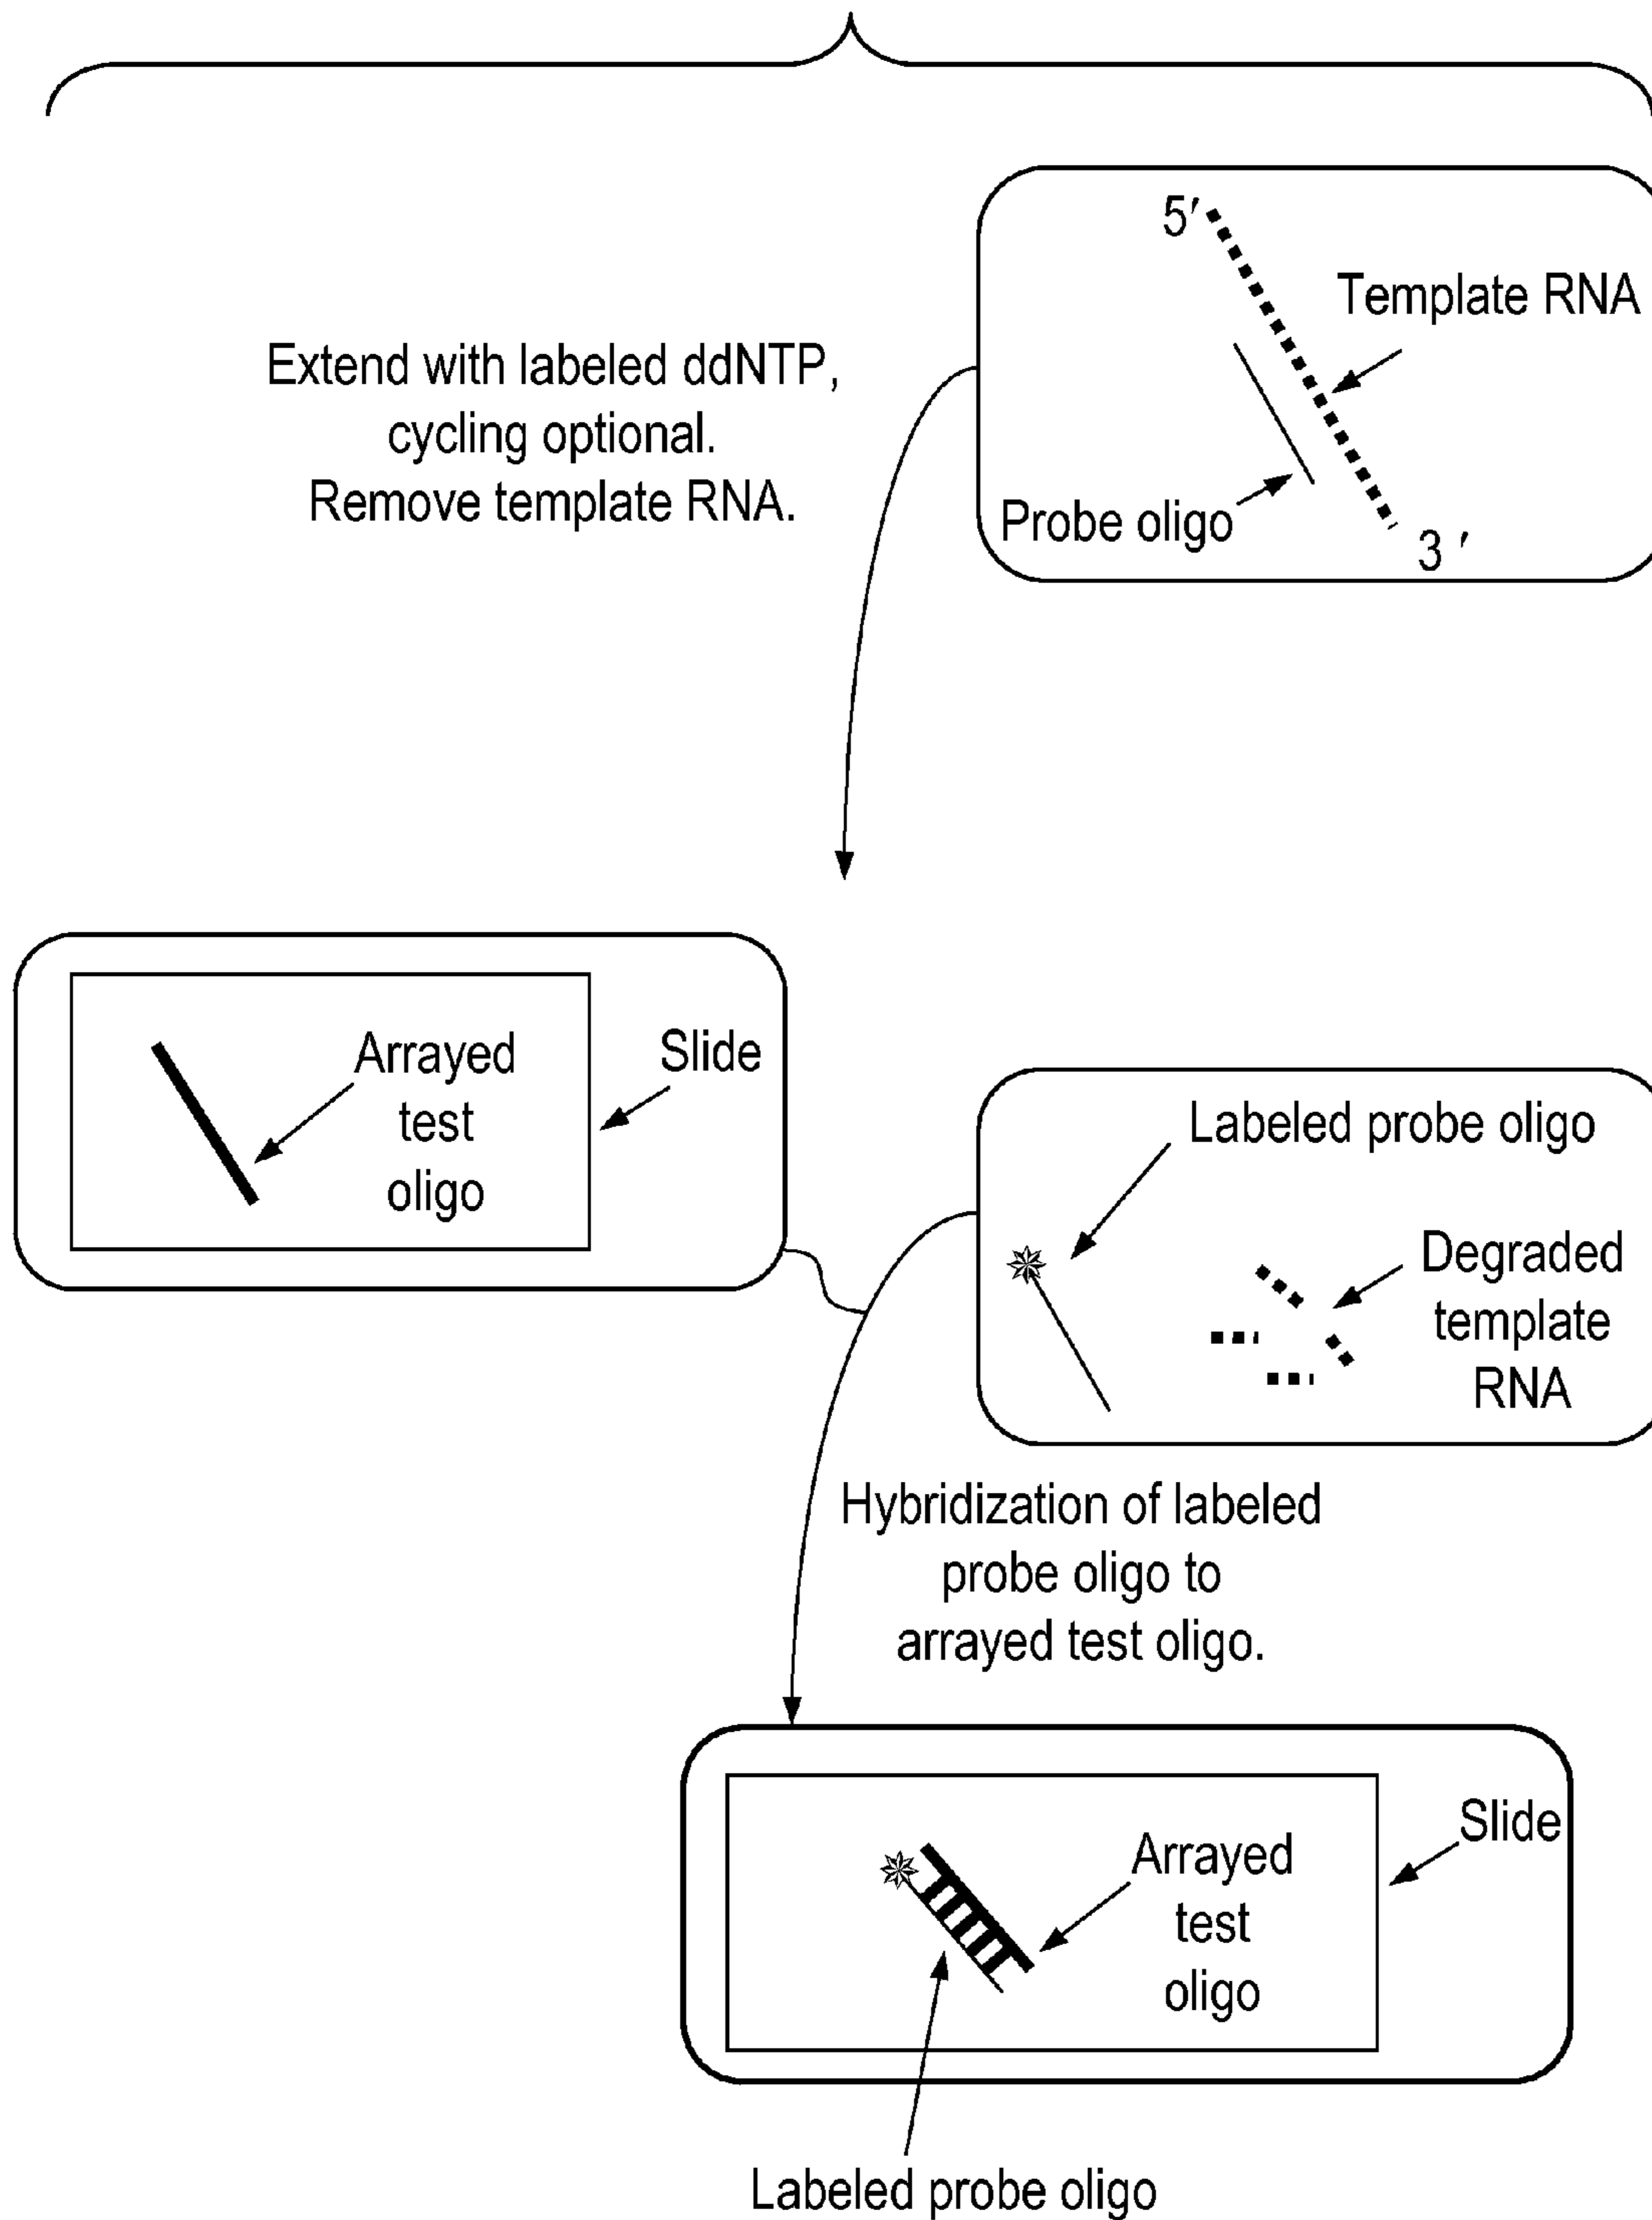 5′
Template RNA
Extend with labeled ddNTP,
cycling optional.
Remove template RNA.
Probe oligo
3 ′
Arrayed
test
oligo
Slide
Labeled probe oligo
Degraded
template
RNA
Hybridization of labeled
probe oligo to
arrayed test oligo.
Slide
Arrayed
test
oligo
Labeled probe oligo